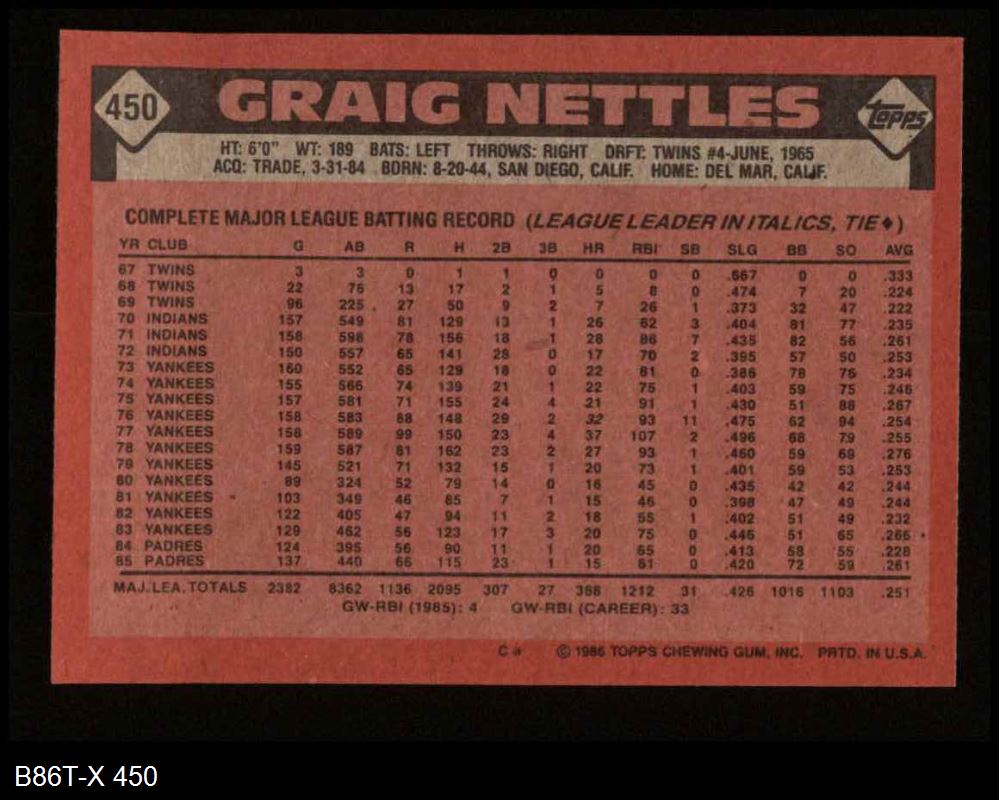 450 GRAIG NETTLES Topps
HT: 6'0" WT: 189 BATS: LEFT THROWS: RIGHT DRFT: TWINS #4-JUNE, 1965
ACQ: TRADE, 3-31-84 BORN: 8-20-44, SAN DIEGO, CALIF. HOME: DEL MAR, CALIF.
COMPLETE MAJOR LEAGUE BATTING RECORD (LEAGUE LEADER IN ITALICS, TIE♦)
YR CLUB G AB R H 2B 3B HR RBI SB SLG BB SO AVG
67 TWINS 3 3 0 1 1 0 0 0 0 .667 0 0 .333
68 TWINS 22 76 13 17 2 1 5 8 0 .474 7 20 .224
69 TWINS 96 225 27 50 9 2 7 26 1 .373 32 47 .222
70 INDIANS 157 549 81 129 13 1 26 62 3 .404 81 77 .235
71 INDIANS 158 598 78 156 18 1 28 86 7 .435 82 56 .261
72 INDIANS 150 557 65 141 28 0 17 70 2 .395 57 50 .253
73 YANKEES 160 552 65 129 18 0 22 81 0 .386 78 76 .234
74 YANKEES 155 566 74 139 21 1 22 75 1 .403 59 75 .246
75 YANKEES 157 581 71 155 24 4 21 91 1 .430 51 88 .267
76 YANKEES 158 583 88 148 29 2 32 93 11 .475 62 94 .254
77 YANKEES 158 589 99 150 23 4 37 107 2 .496 68 79 .255
78 YANKEES 159 587 81 162 23 2 27 93 1 .460 59 69 .276
79 YANKEES 145 521 71 132 15 1 20 73 1 .401 59 53 .253
80 YANKEES 89 324 52 79 14 0 16 45 0 .435 42 42 .244
81 YANKEES 103 349 46 85 7 1 15 46 0 .398 47 49 .244
82 YANKEES 122 405 47 94 11 2 18 55 1 .402 51 49 .232
83 YANKEES 129 462 56 123 17 3 20 75 0 .446 51 65 .266
84 PADRES 124 395 56 90 11 1 20 65 0 .413 58 55 .228
85 PADRES 137 440 66 115 23 1 15 61 0 .420 72 59 .261
MAJ.LEA.TOTALS 2382 8362 1136 2095 307 27 368 1212 31 .426 1016 1103 .251
GW-RBI (1985): 4 GW-RBI (CAREER): 33
© 1986 TOPPS CHEWING GUM, INC. PRTD. IN U.S.A.
B86T-X 450